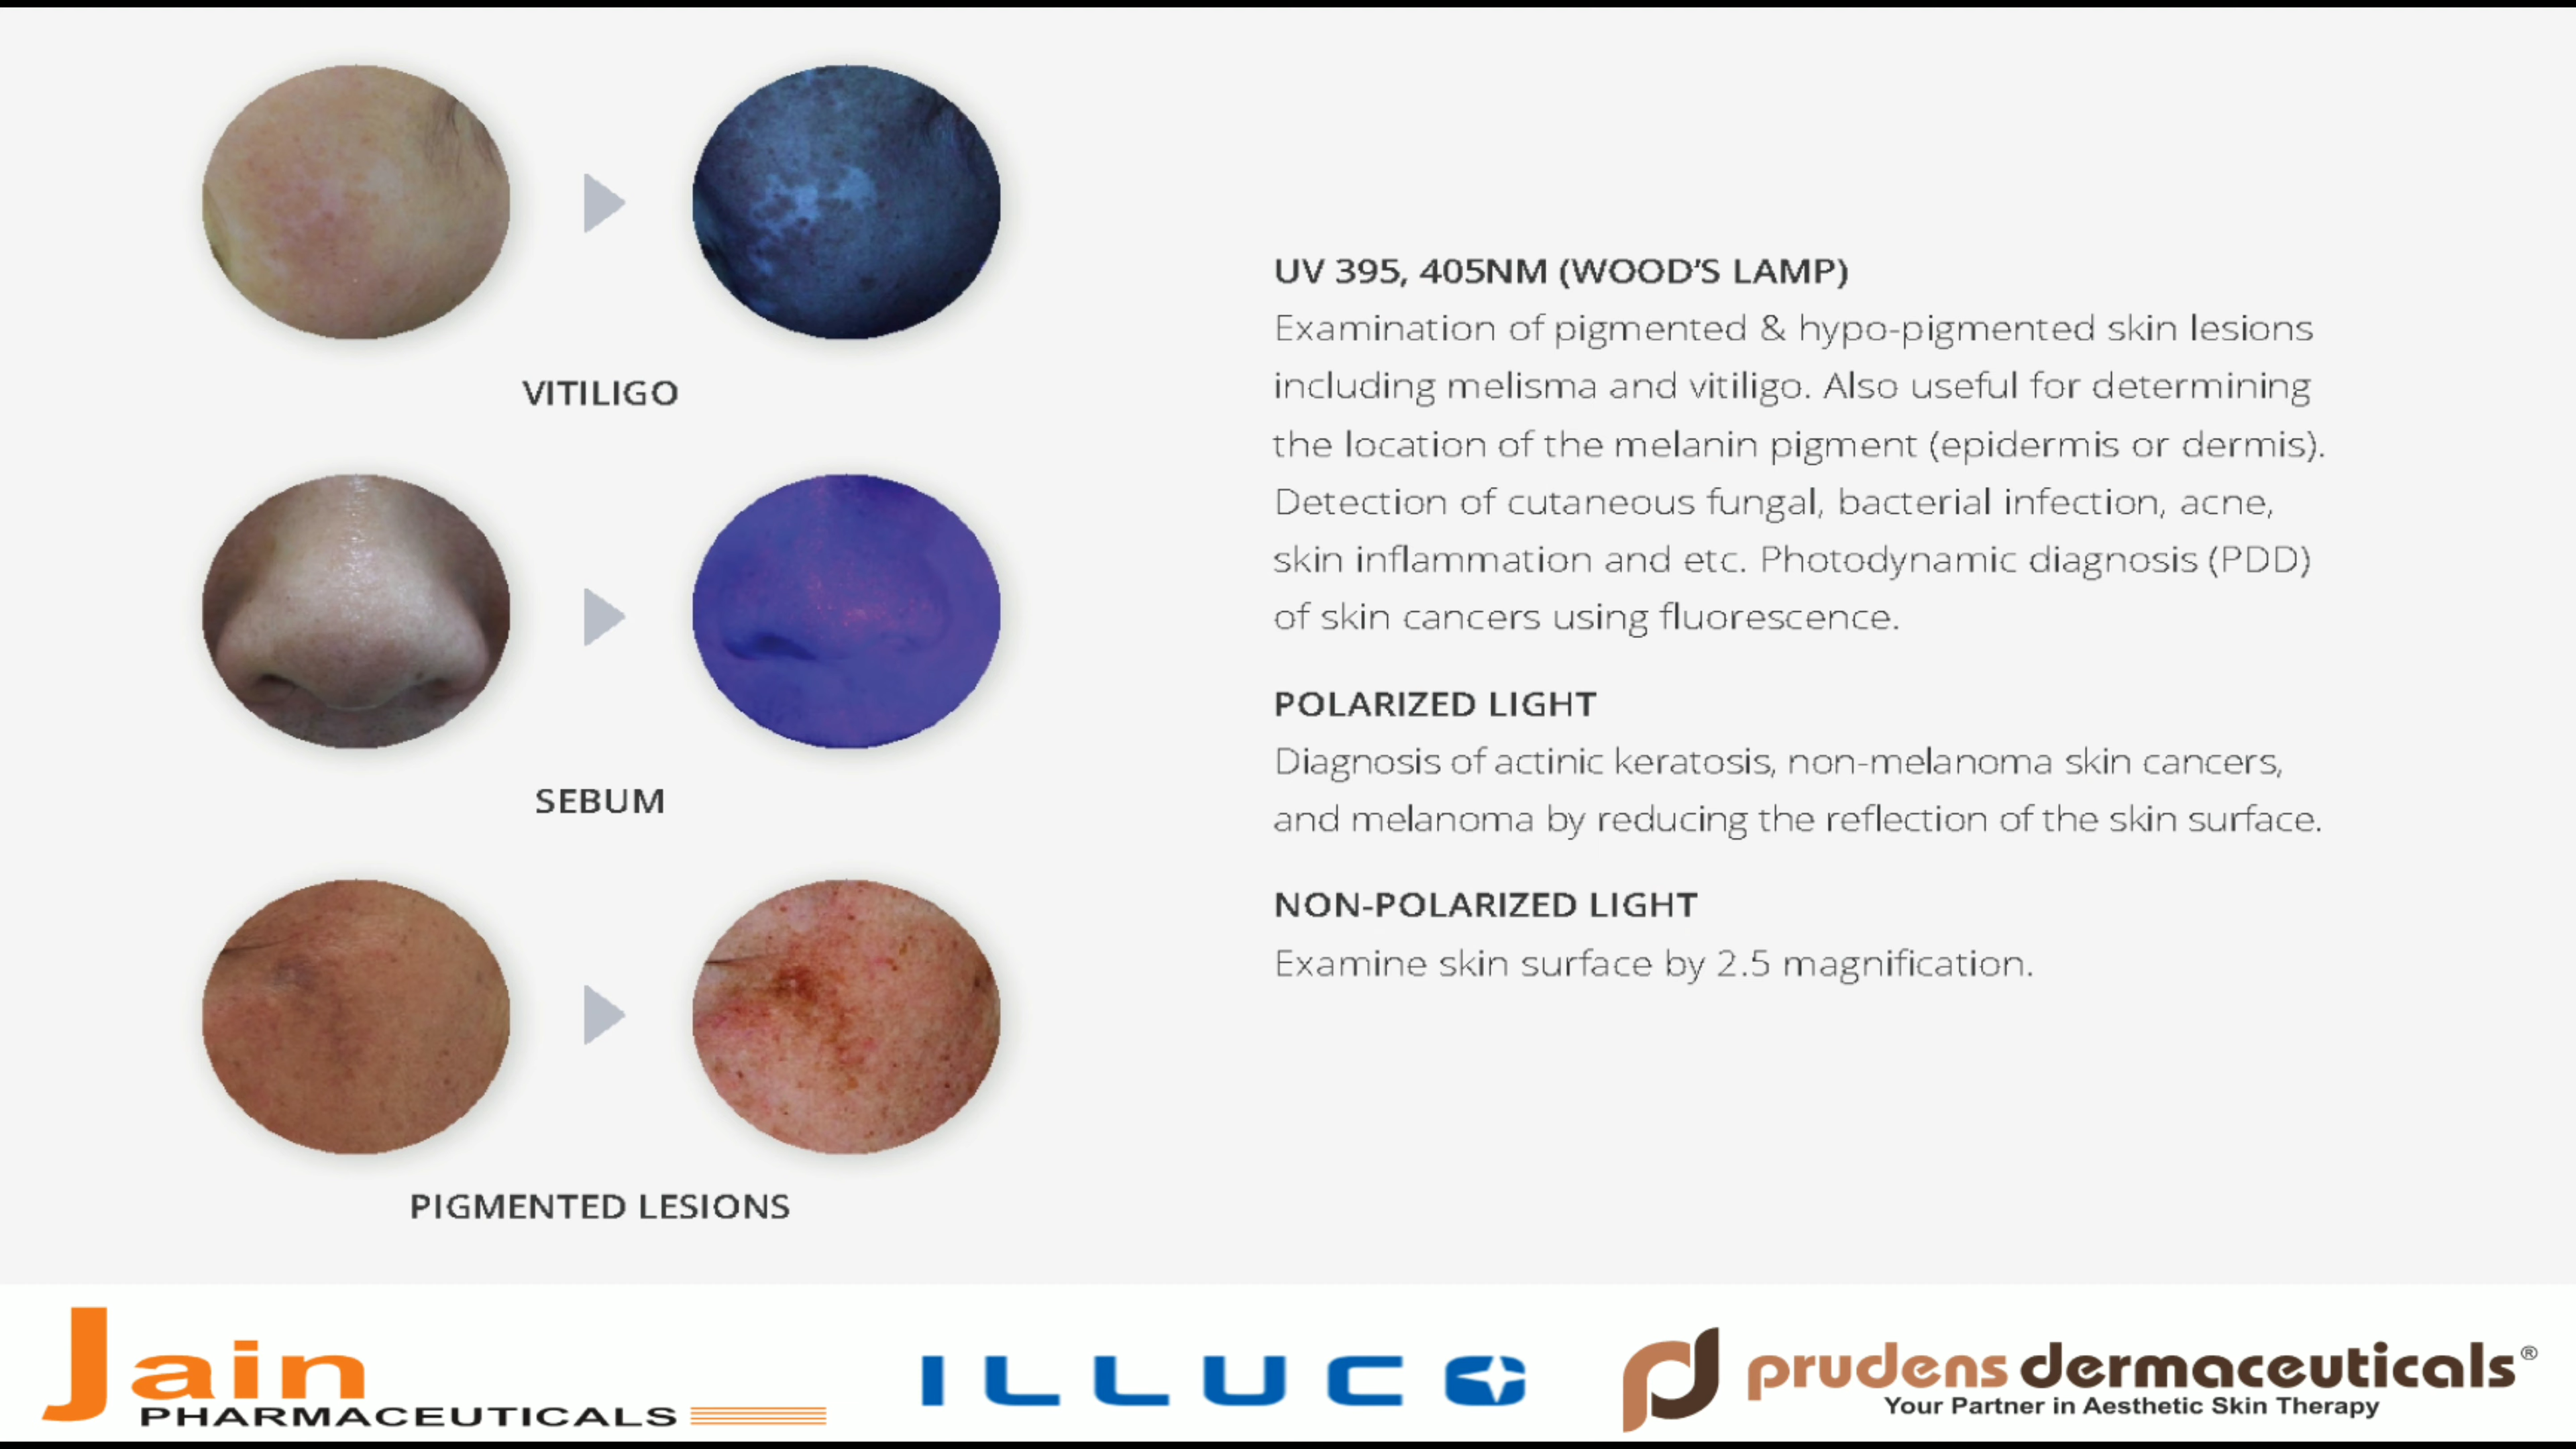 VITILIGO
SEBUM
PIGMENTED LESIONS
UV 395, 405NM (WOOD'S LAMP)
Examination of pigmented & hypo-pigmented skin lesions
including melisma and vitiligo. Also useful for determining
the location of the melanin pigment (epidermis or dermis).
Detection of cutaneous fungal, bacterial infection, acne,
skin inflammation and etc. Photodynamic diagnosis (PDD)
of skin cancers using fluorescence.
POLARIZED LIGHT
Diagnosis of actinic keratosis, non-melanoma skin cancers,
and melanoma by reducing the reflection of the skin surface.
NON-POLARIZED LIGHT
Examine skin surface by 2.5 magnification.
Jain
PHARMACEUTICALS
ILLUCO
prudens dermaceuticals®
Your Partner in Aesthetic Skin Therapy